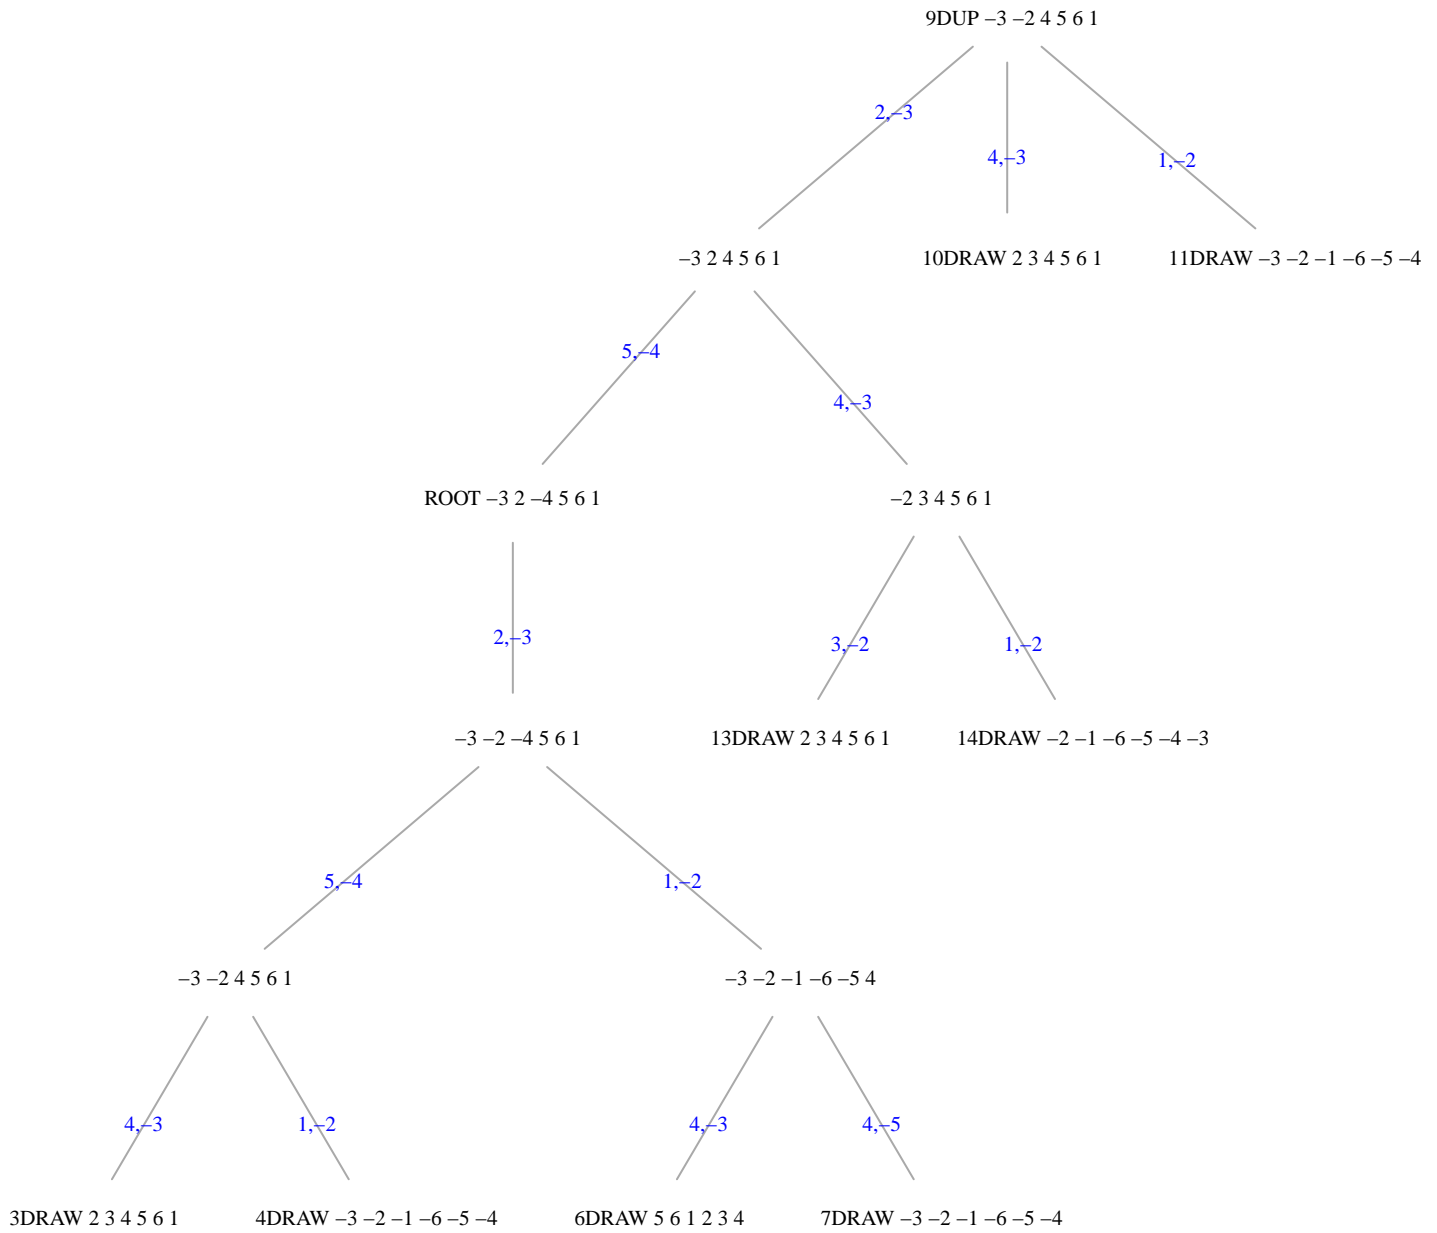 9DUP –3 –2 4 5 6 1
2,–3
4,–3
1,–2
–3 2 4 5 6 1
10DRAW 2 3 4 5 6 1
11DRAW –3 –2 –1 –6 –5 –4
5,–4
4,–3
ROOT –3 2 –4 5 6 1
–2 3 4 5 6 1
2,–3
3,–2
1,–2
–3 –2 –4 5 6 1
13DRAW 2 3 4 5 6 1
14DRAW –2 –1 –6 –5 –4 –3
5,–4
1,–2
–3 –2 4 5 6 1
–3 –2 –1 –6 –5 4
4,–3
1,–2
4,–3
4,–5
3DRAW 2 3 4 5 6 1
4DRAW –3 –2 –1 –6 –5 –4
6DRAW 5 6 1 2 3 4
7DRAW –3 –2 –1 –6 –5 –4